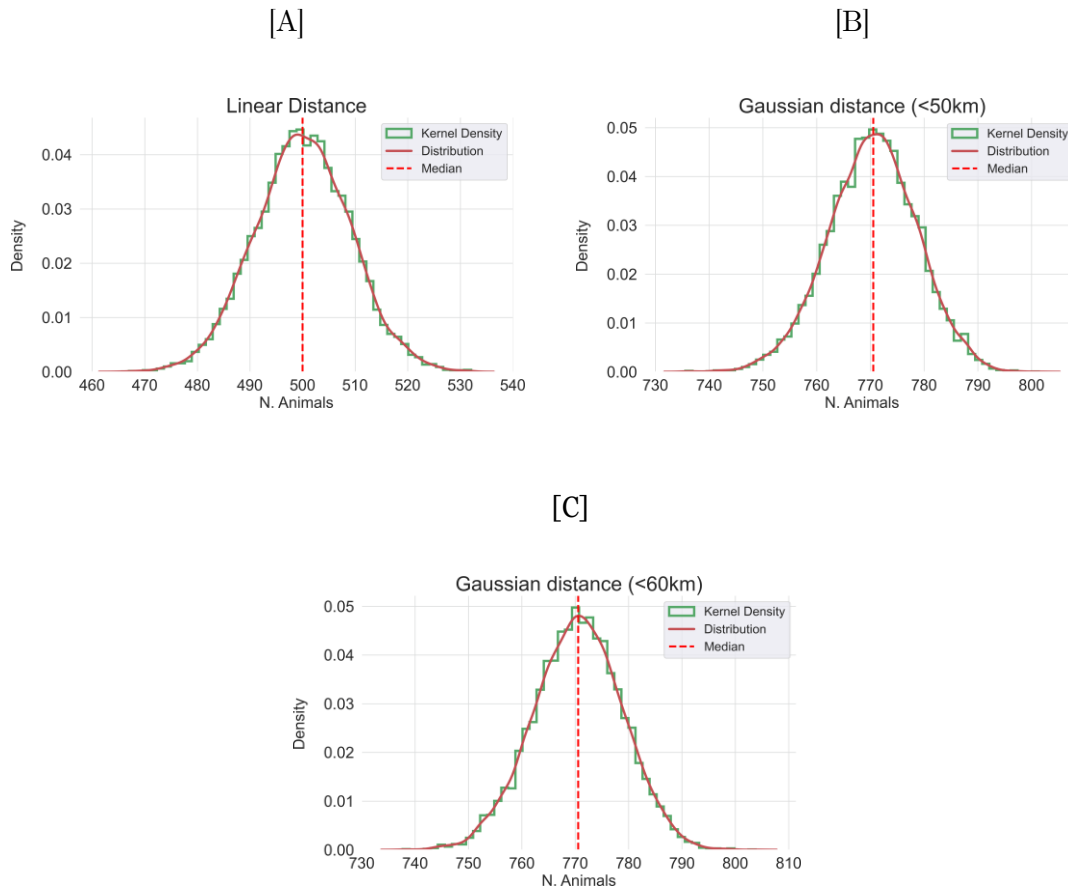 [A]
[B]
Linear Distance
Kernel Density
Distribution
Median
Density
0.04
0.03
0.02
0.01
0.00
460 470 480 490 500 510 520 530 540
N. Animals
Gaussian distance (<50km)
Kernel Density
Distribution
Median
Density
0.05
0.04
0.03
0.02
0.01
0.00
730 740 750 760 770 780 790 800
N. Animals
[C]
Gaussian distance (<60km)
Kernel Density
Distribution
Median
Density
0.05
0.04
0.03
0.02
0.01
0.00
730 740 750 760 770 780 790 800 810
N. Animals